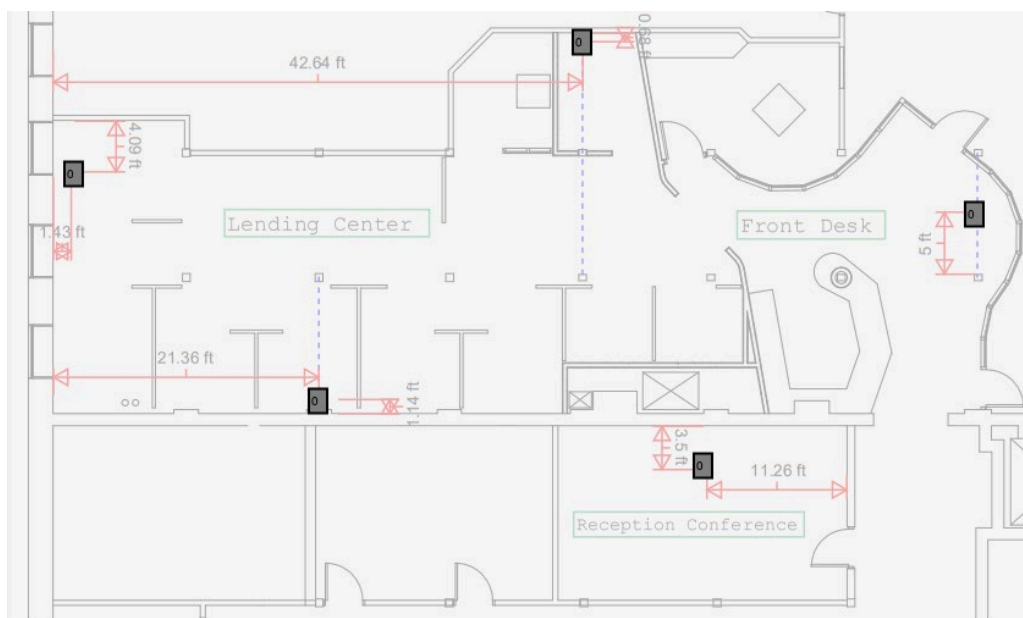 0.68 ft
0
42.64 ft
4.09 ft
0
1.43 ft
Lending Center
Front Desk
0
5 ft
21.36 ft
0
1.14 ft
3.5 ft
0
11.26 ft
Reception Conference